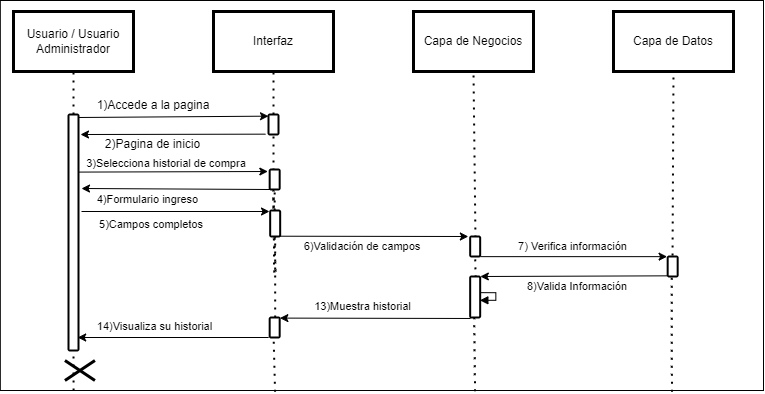 Usuario / Usuario
Administrador
Interfaz
Capa de Negocios
Capa de Datos
1)Accede a la pagina
2)Pagina de inicio
3)Selecciona historial de compra
4)Formulario ingreso
5)Campos completos
6)Validación de campos
7) Verifica información
8)Valida Información
13)Muestra historial
14)Visualiza su historial